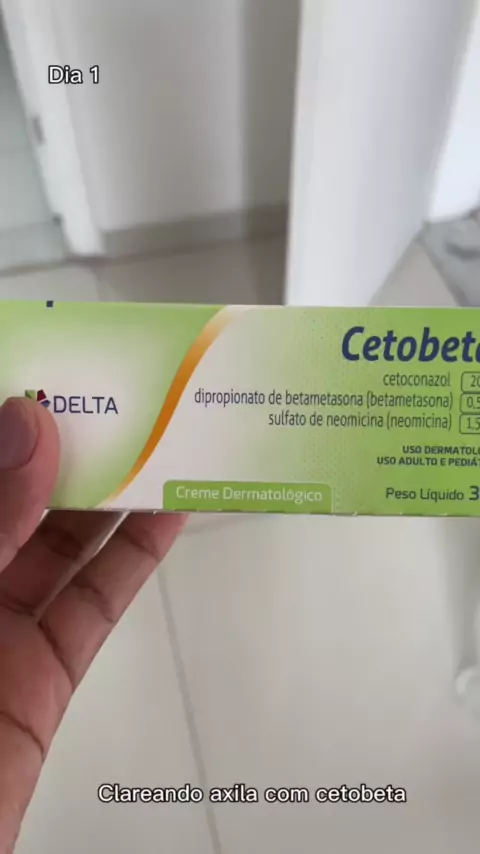 Dia 1
Cetobeta
DELTA
cetoconazol
dipropionato de betametasona (betametasona)
sulfato de neomicina (neomicina)
USO
USO ADULTO E
Creme Dermatológico
Peso Líquido
Clareando axila com cetobeta